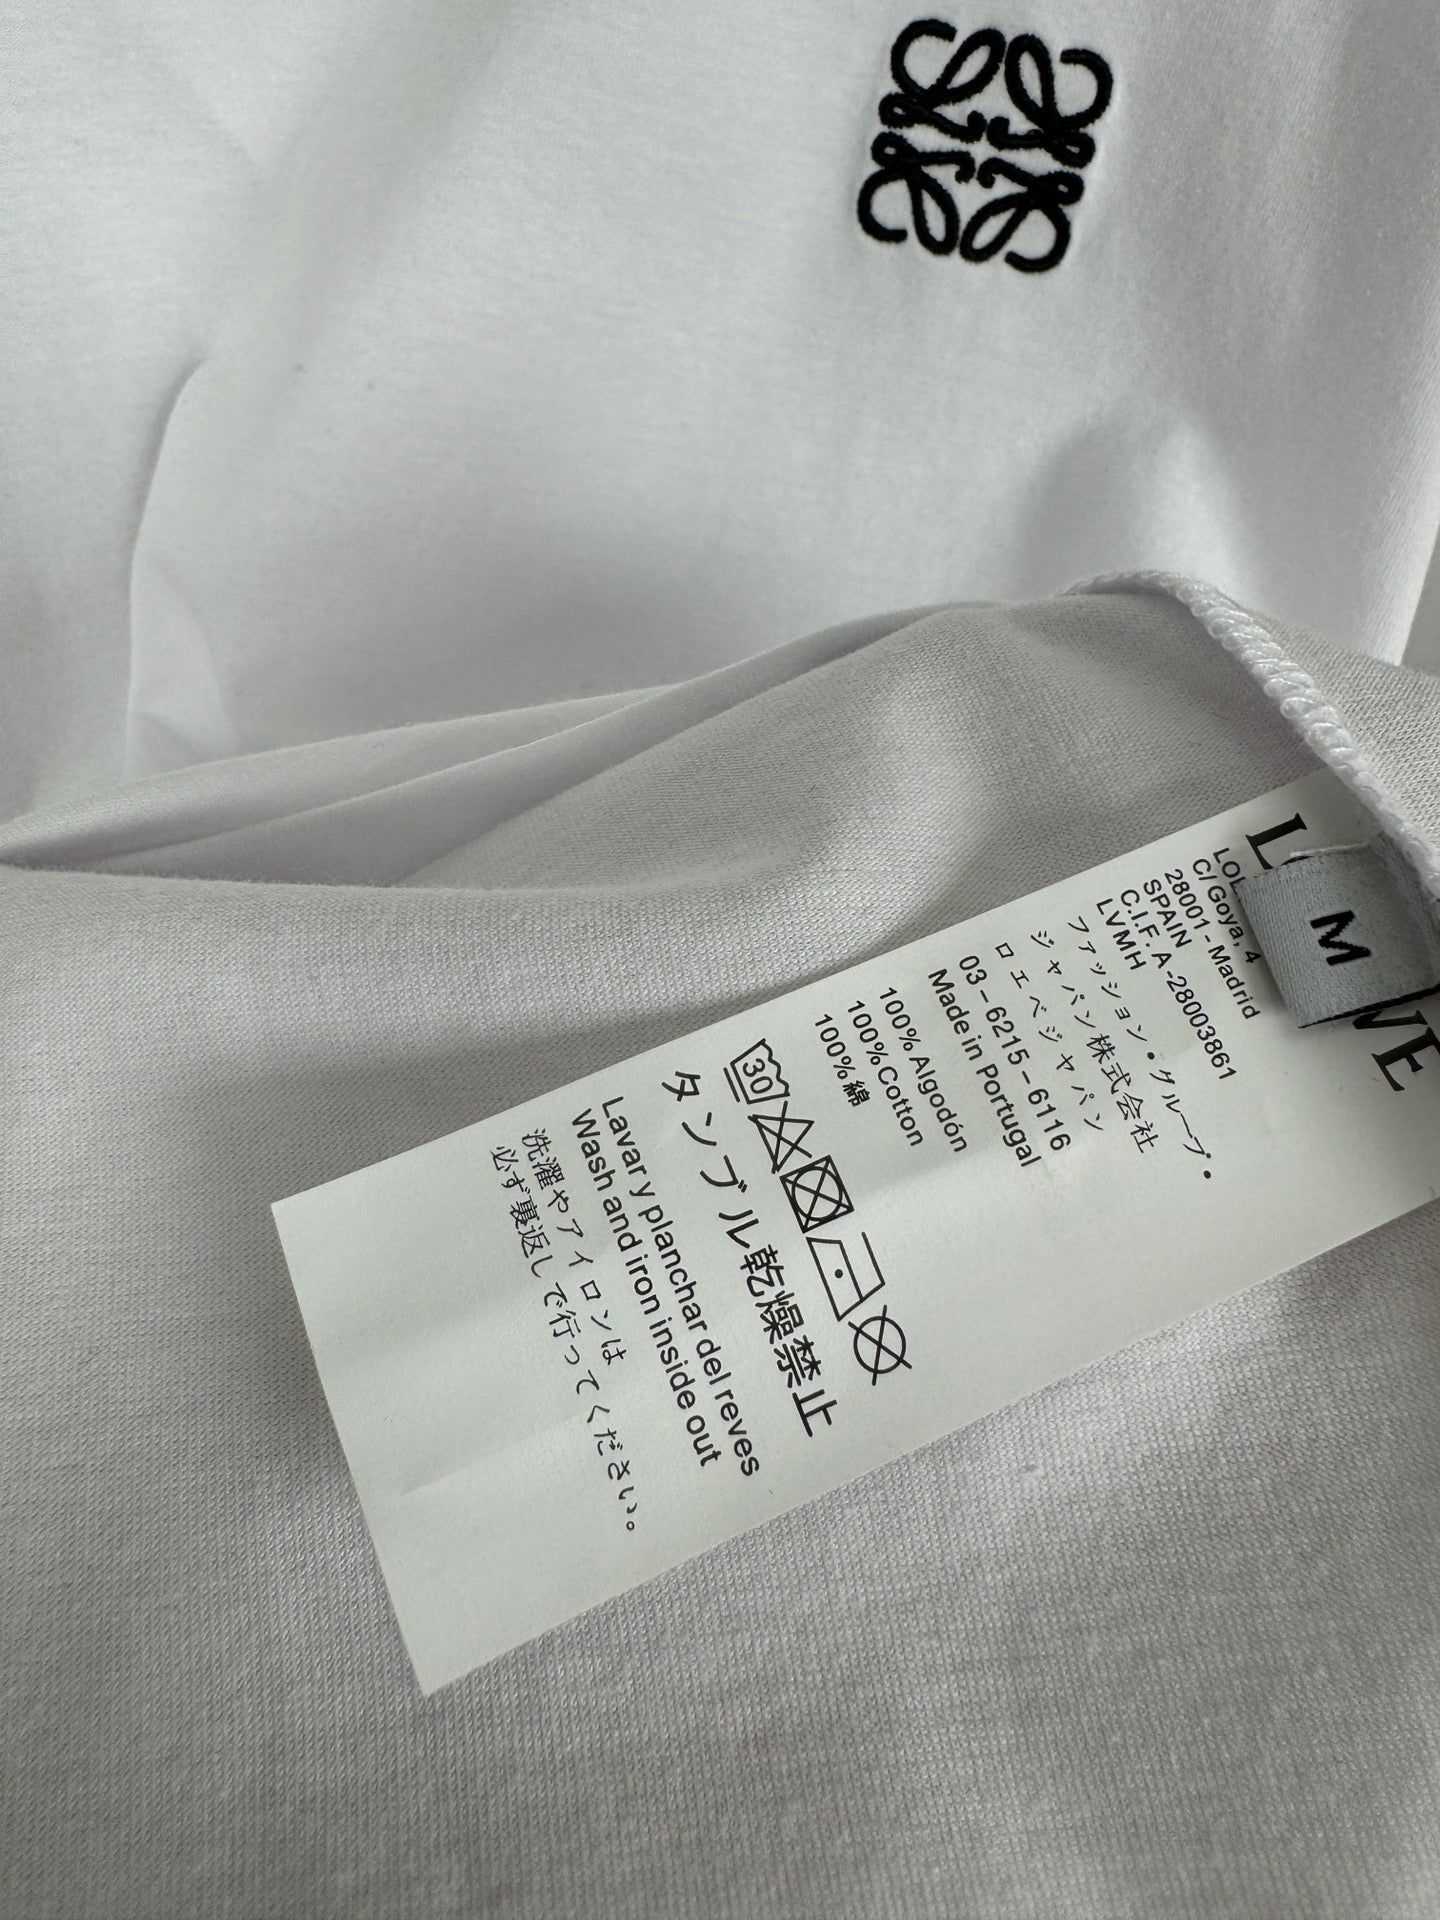 L
WE
M
C/ Goya, 4
28001 - Madrid
SPAIN
C.I.F. A-28003861
LVMH
ファッション・グループ・
ジャパン株式会社
ロエベジャパン
03-6215-6116
Made in Portugal
100% Algodón
100% Cotton
100% 綿
30
タンブル乾燥禁止
Lavar y planchar del reves
Wash and iron inside out
洗濯やアイロンは
必ず裏返しで行ってください。